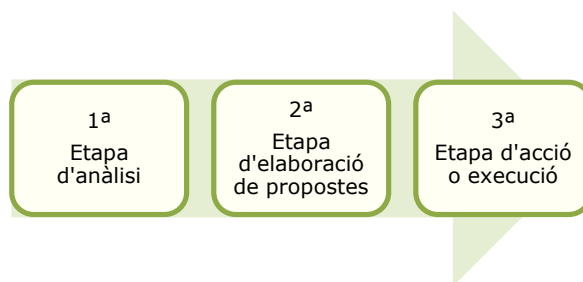 1ª
Etapa
d'anàlisi
2ª
Etapa
d'elaboració
de propostes
3ª
Etapa d'acció
o execució